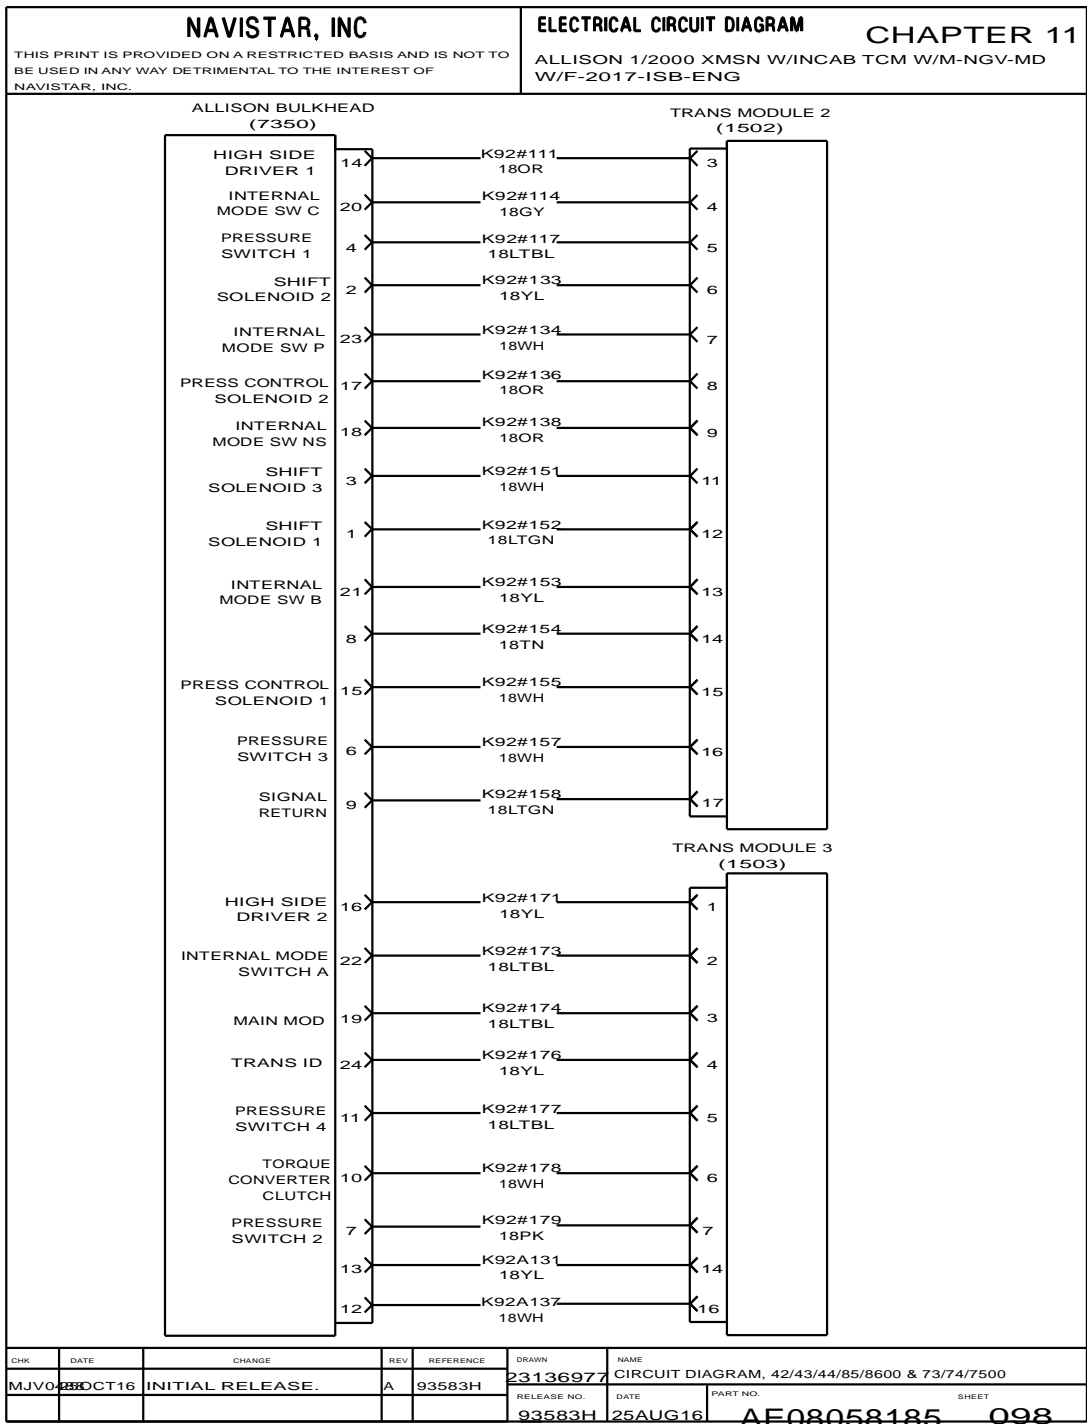 NAVISTAR, INC
THIS PRINT IS PROVIDED ON A RESTRICTED BASIS AND IS NOT TO
BE USED IN ANY WAY DETRIMENTAL TO THE INTEREST OF
NAVISTAR, INC.
ELECTRICAL CIRCUIT DIAGRAM
CHAPTER 11
ALLISON 1/2000 XMSN W/INCAB TCM W/M-NGV-MD
W/F-2017-ISB-ENG
ALLISON BULKHEAD
(7350)
TRANS MODULE 2
(1502)
HIGH SIDE
DRIVER 1
14
K92#111
18OR
3
INTERNAL
MODE SW C
20
K92#114
18GY
4
PRESSURE
SWITCH 1
4
K92#117
18LTBL
5
SHIFT
SOLENOID 2
2
K92#133
18YL
6
INTERNAL
MODE SW P
23
K92#134
18WH
7
PRESS CONTROL
SOLENOID 2
17
K92#136
18OR
8
INTERNAL
MODE SW NS
18
K92#138
18OR
9
SHIFT
SOLENOID 3
3
K92#151
18WH
11
SHIFT
SOLENOID 1
1
K92#152
18LTGN
12
INTERNAL
MODE SW B
21
K92#153
18YL
13
8
K92#154
18TN
14
PRESS CONTROL
SOLENOID 1
15
K92#155
18WH
15
PRESSURE
SWITCH 3
6
K92#157
18WH
16
SIGNAL
RETURN
9
K92#158
18LTGN
17
TRANS MODULE 3
(1503)
HIGH SIDE
DRIVER 2
16
K92#171
18YL
1
INTERNAL MODE
SWITCH A
22
K92#173
18LTBL
2
MAIN MOD
19
K92#174
18LTBL
3
TRANS ID
24
K92#176
18YL
4
PRESSURE
SWITCH 4
11
K92#177
18LTBL
5
TORQUE
CONVERTER
CLUTCH
10
K92#178
18WH
6
PRESSURE
SWITCH 2
7
K92#179
18PK
7
13
K92A131
18YL
14
12
K92A137
18WH
16
CHK DATE CHANGE REV REFERENCE
INITIAL RELEASE. A 93583H
DRAWN
23136977
NAME
CIRCUIT DIAGRAM, 42/43/44/85/8600 & 73/74/7500
RELEASE NO. DATE PART NO. SHEET
93583H 25AUG16 AE08058185 098